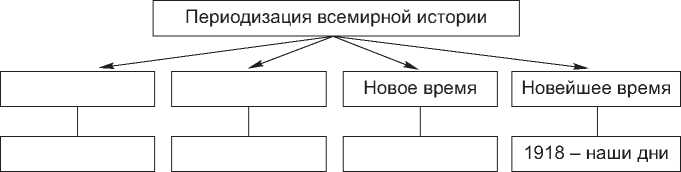 Периодизация всемирной истории
Новое время
Новейшее время
1918 – наши дни